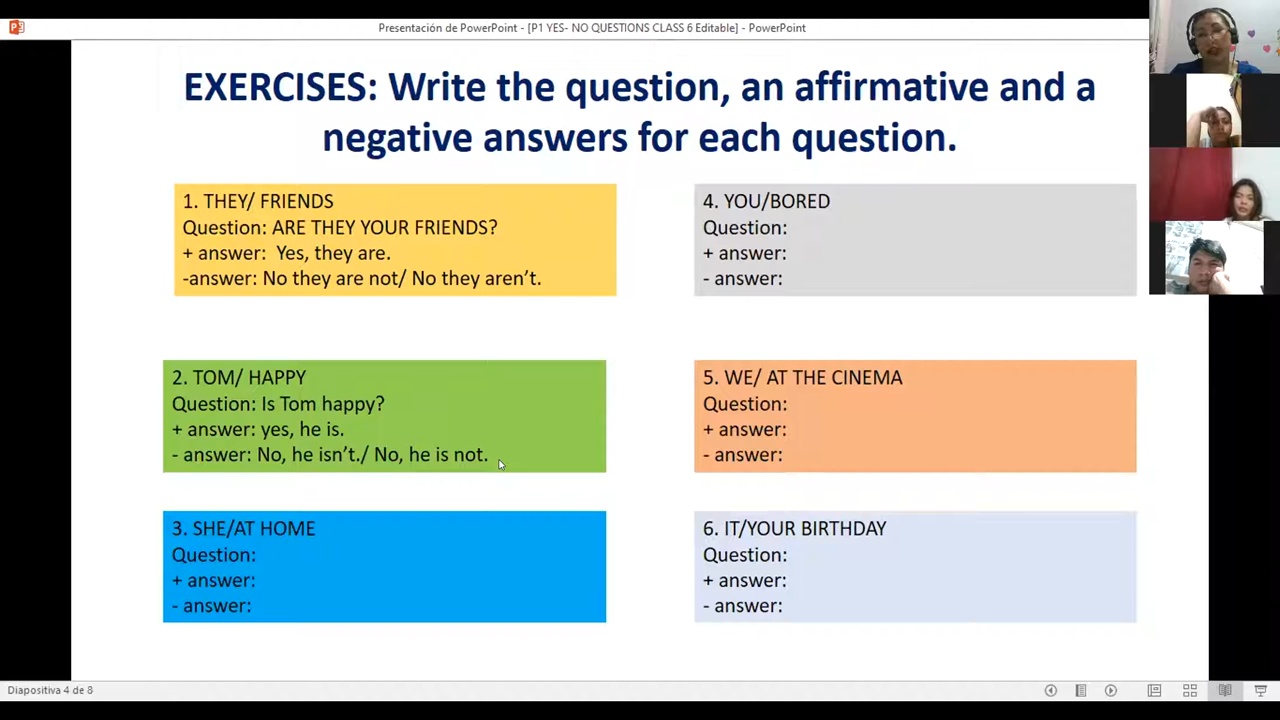 Presentación de PowerPoint - [P1 YES- NO QUESTIONS CLASS 6 Editable] - PowerPoint
EXERCISES: Write the question, an affirmative and a
negative answers for each question.
1. THEY/ FRIENDS
Question: ARE THEY YOUR FRIENDS?
+ answer:  Yes, they are.
-answer: No they are not/ No they aren’t.
2. TOM/ HAPPY
Question: Is Tom happy?
+ answer: yes, he is.
- answer: No, he isn’t./ No, he is not.
3. SHE/AT HOME
Question:
+ answer:
- answer:
4. YOU/BORED
Question:
+ answer:
- answer:
5. WE/ AT THE CINEMA
Question:
+ answer:
- answer:
6. IT/YOUR BIRTHDAY
Question:
+ answer:
- answer:
Diapositiva 4 de 8